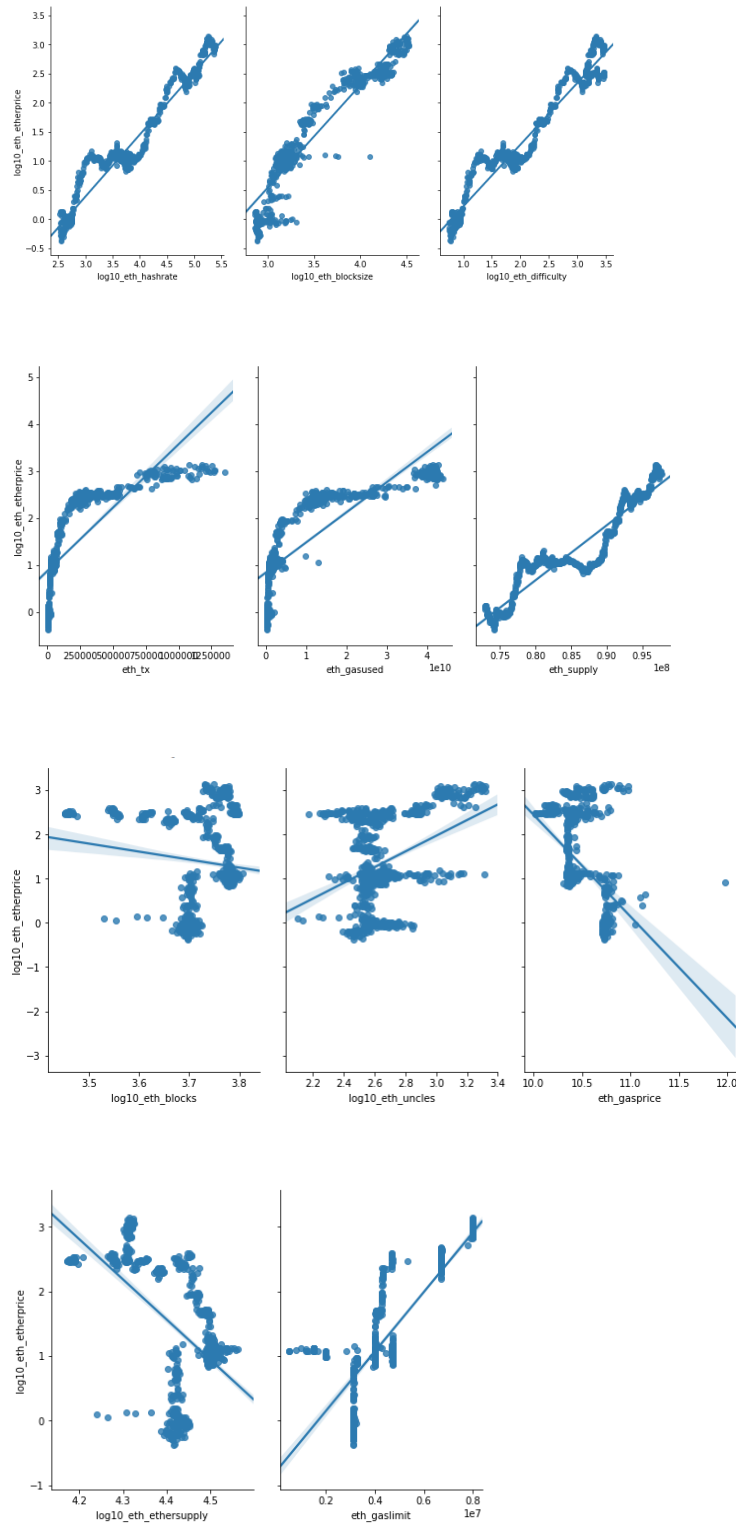 3.5
3.0
2.5
2.0
1.5
1.0
0.5
0.0
−0.5
log10_eth_etherprice
2.5 3.0 3.5 4.0 4.5 5.0 5.5
log10_eth_hashrate
3.0 3.5 4.0 4.5
log10_eth_blocksize
1.0 1.5 2.0 2.5 3.0 3.5
log10_eth_difficulty
5
4
3
2
1
0
log10_eth_etherprice
0 250000 500000 750000 1000000 1250000
eth_tx
0 1 2 3 4
1e10
eth_gasused
0.75 0.80 0.85 0.90 0.95
1e8
eth_supply
3
2
1
0
−1
−2
−3
log10_eth_etherprice
3.5 3.6 3.7 3.8
log10_eth_blocks
2.2 2.4 2.6 2.8 3.0 3.2 3.4
log10_eth_uncles
10.0 10.5 11.0 11.5 12.0
eth_gasprice
3
2
1
0
−1
log10_eth_etherprice
4.2 4.3 4.4 4.5
log10_eth_ethersupply
0.2 0.4 0.6 0.8
1e7
eth_gaslimit